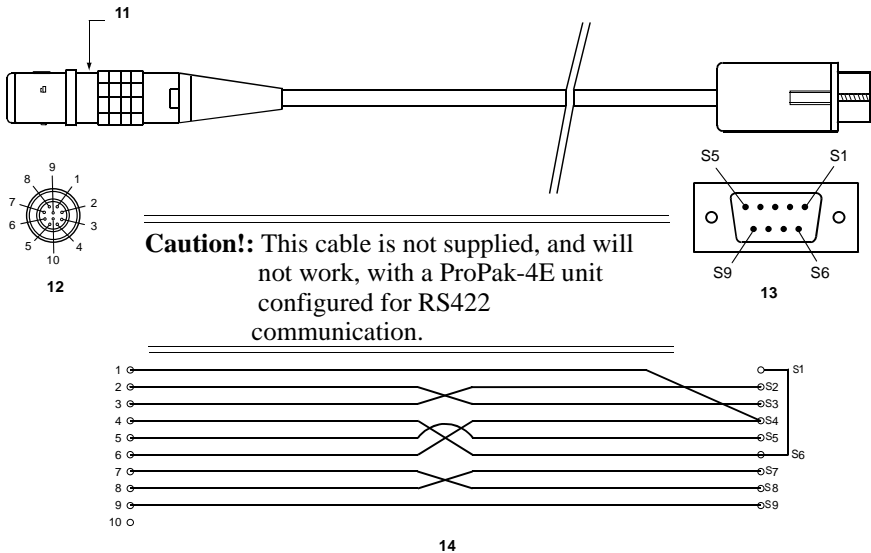 11
9
8 1
7 2
6 3
5 4
10
12
S5 S1
S9 S6
13
Caution!: This cable is not supplied, and will
not work, with a ProPak-4E unit
configured for RS422
communication.
1 S1
2 S2
3 S3
4 S4
5 S5
6 S6
7 S7
8 S8
9 S9
10
14